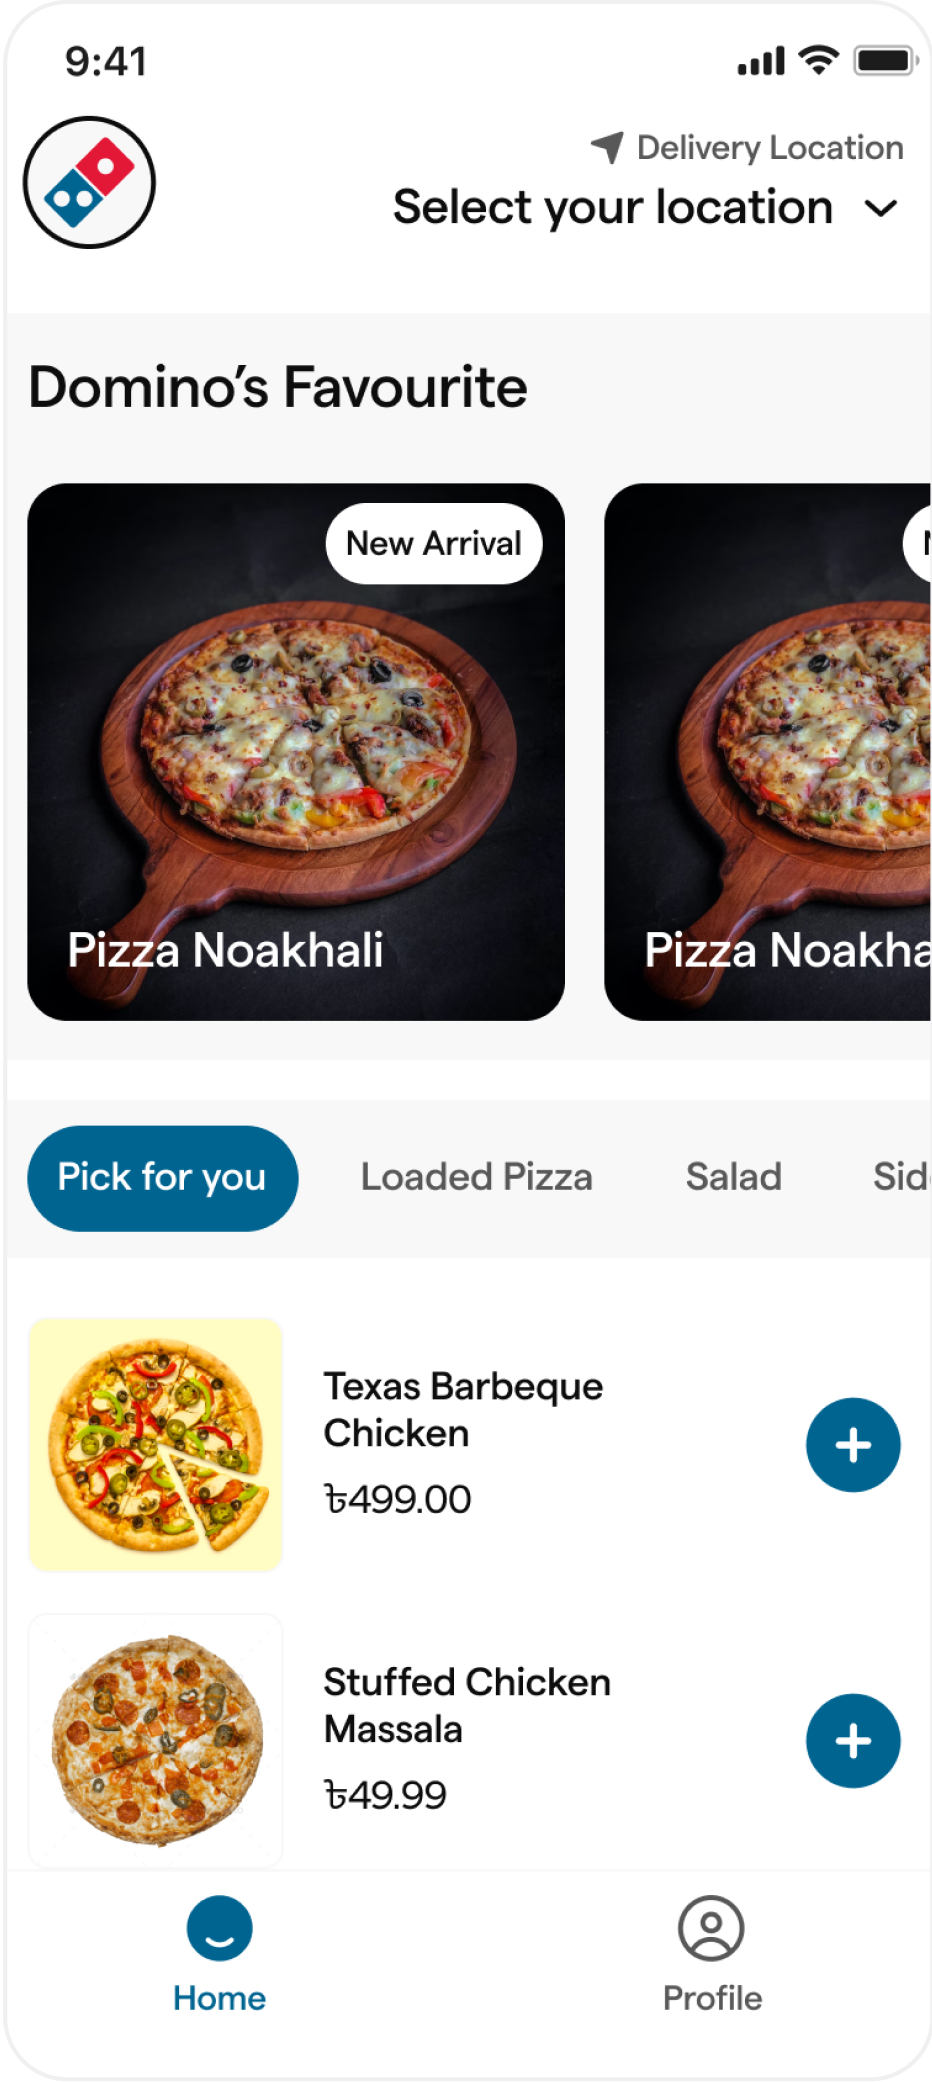 9:41
Delivery Location
Select your location
Domino’s Favourite
New Arrival
Pizza Noakhali
Pizza Noakha
Pick for you
Loaded Pizza
Salad
Sid
Texas Barbeque
Chicken
৳499.00
Stuffed Chicken
Massala
৳49.99
Home
Profile